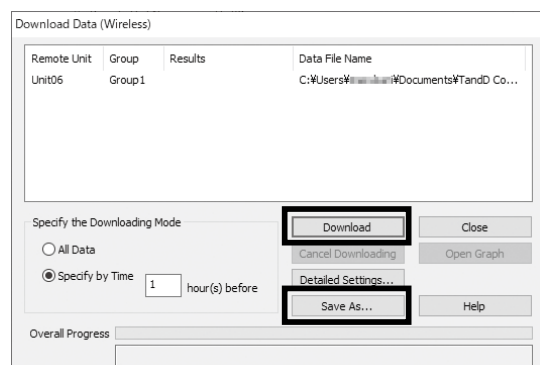 Download Data (Wireless)
Remote Unit Group Results Data File Name
Unit06 Group1 C:¥Users¥ ¥Documents¥TandD Co...
Specify the Downloading Mode
All Data
Specify by Time 1 hour(s) before
Download Close
Cancel Downloading Open Graph
Detailed Settings...
Save As... Help
Overall Progress